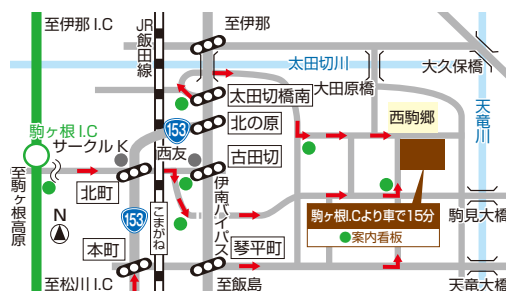 至伊那 I.C
JR飯田線
至伊那
太田切川
大田原橋
大久保橋
天竜川
太田切橋南
北の原
153
西駒郷
駒ヶ根 I.C
サークル K
西友
古田切
至駒ヶ根高原
北町
伊南バイパス
N
153
こまがね
駒ヶ根I.Cより車で15分
●案内看板
駒見大橋
本町
琴平町
至松川 I.C
至飯島
天竜大橋